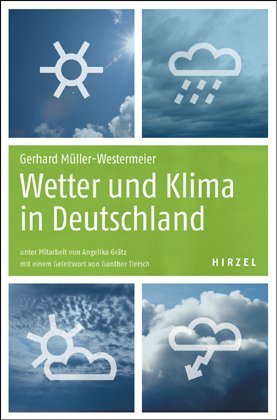 Gerhard Müller-Westermeier
Wetter und Klima
in Deutschland
unter Mitarbeit von Angelika Grätz
mit einem Geleitwort von Gunther Tiersch
HIRZEL